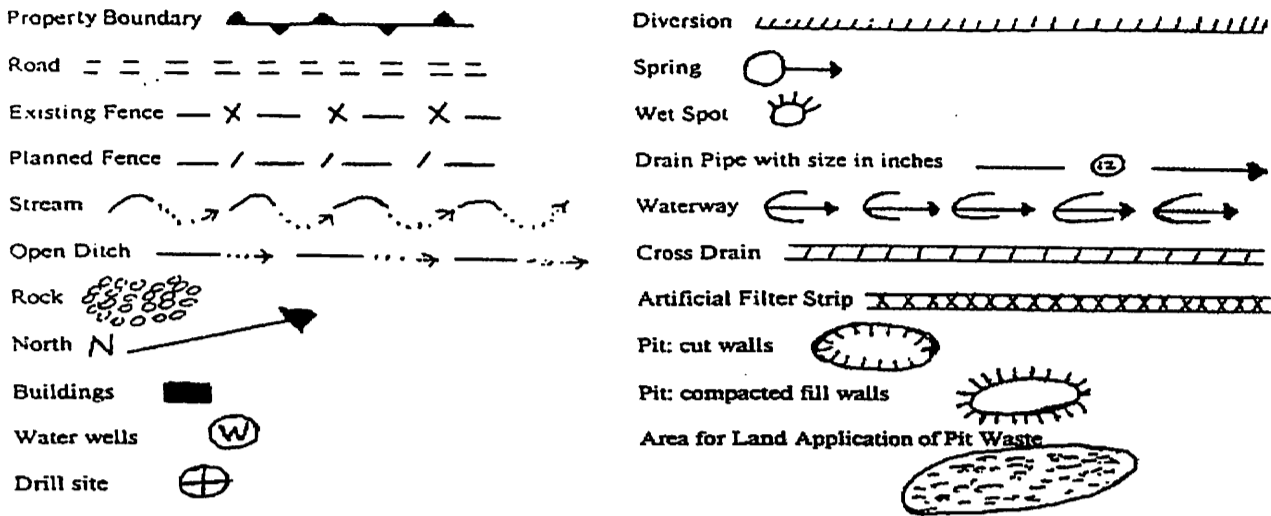 Property Boundary
Road
Existing Fence
Planned Fence
Stream
Open Ditch
Rock
North N
Buildings
Water wells W
Drill site
Diversion
Spring
Wet Spot
Drain Pipe with size in inches 12
Waterway
Cross Drain
Artificial Filter Strip
Pit: cut walls
Pit: compacted fill walls
Area for Land Application of Pit Waste